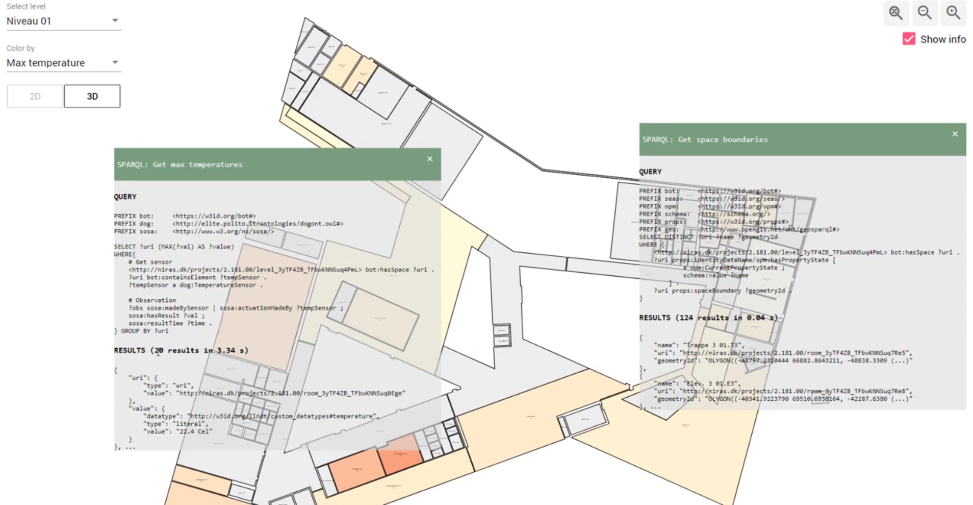 Select level
Niveau 01
Color by
Max temperature
2D
3D
Show info
SPARQL: Get max temperatures
×
QUERY
PREFIX bot: <https://w3id.org/bot#>
PREFIX dog: <http://elite.polito.it/ontologies/dogont.owl#>
PREFIX sosa: <http://www.w3.org/ns/sosa/>
SELECT ?uri (MAX(?val) AS ?value)
WHERE{
# Get sensor
<http://niras.dk/projects/2.181.00/level_3yTF4ZB_TFbuKNNSuq4PmL> bot:hasSpace ?uri .
?uri bot:containsElement ?tempSensor .
?tempSensor a dog:TemperatureSensor .
# Observation
?obs sosa:madeBySensor | sosa:actuationMadeBy ?tempSensor ;
sosa:hasResult ?val ;
sosa:resultTime ?time .
} GROUP BY ?uri
RESULTS (20 results in 3.34 s)
{
"uri": {
"type": "uri",
"value": "http://niras.dk/projects/2.181.00/room_3yTF4ZB_TFbuKNNSuq0Ege"
},
"value": {
"datatype": "http://w3id.org/lindt/custom_datatypes#temperature",
"type": "literal",
"value": "22.4 Cel"
}
}, ...
SPARQL: Get space boundaries
×
QUERY
PREFIX bot: <https://w3id.org/bot#>
PREFIX seas: <https://w3id.org/seas/>
PREFIX opm: <https://w3id.org/opm#>
PREFIX schema: <http://schema.org/>
PREFIX props: <https://w3id.org/props#>
PREFIX geo: <http://www.opengis.net/ont/geosparql#>
SELECT DISTINCT ?uri ?name ?geometry2d
WHERE {
<http://niras.dk/projects/2.181.00/level_3yTF4ZB_TFbuKNNSuq4PmL> bot:hasSpace ?uri .
?uri props:identityDataName/opm:hasPropertyState [
a opm:CurrentPropertyState ;
schema:value ?name
] .
?uri props:spaceBoundary ?geometry2d .
}
RESULTS (124 results in 0.04 s)
{
"name": "Trappe 3 01.T3",
"uri": "http://niras.dk/projects/2.181.00/room_3yTF4ZB_TFbuKNNSuq7Re5",
"geometry2d": "OLYGON((-48797.2310444 66882.8643211, -48838.3309 (...)"
},
{
"name": "Elev. 3 01.E3",
"uri": "http://niras.dk/projects/2.181.00/room_3yTF4ZB_TFbuKNNSuq7Re8",
"geometry2d": "OLYGON((-40341.9223790 69510.6938164, -42287.6380 (...)"
}, ...